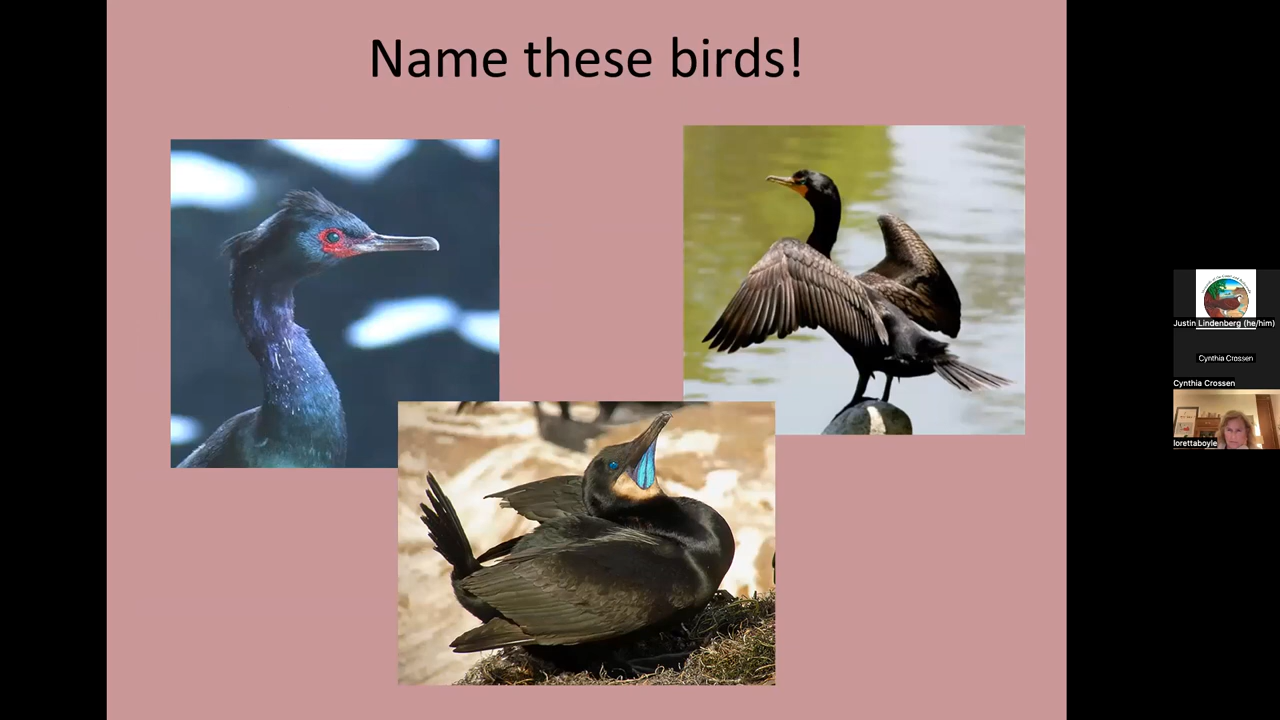 Name these birds!
Justin Lindenberg (he/him)
Cynthia Crossen
Cynthia Crossen
lorettaboyle